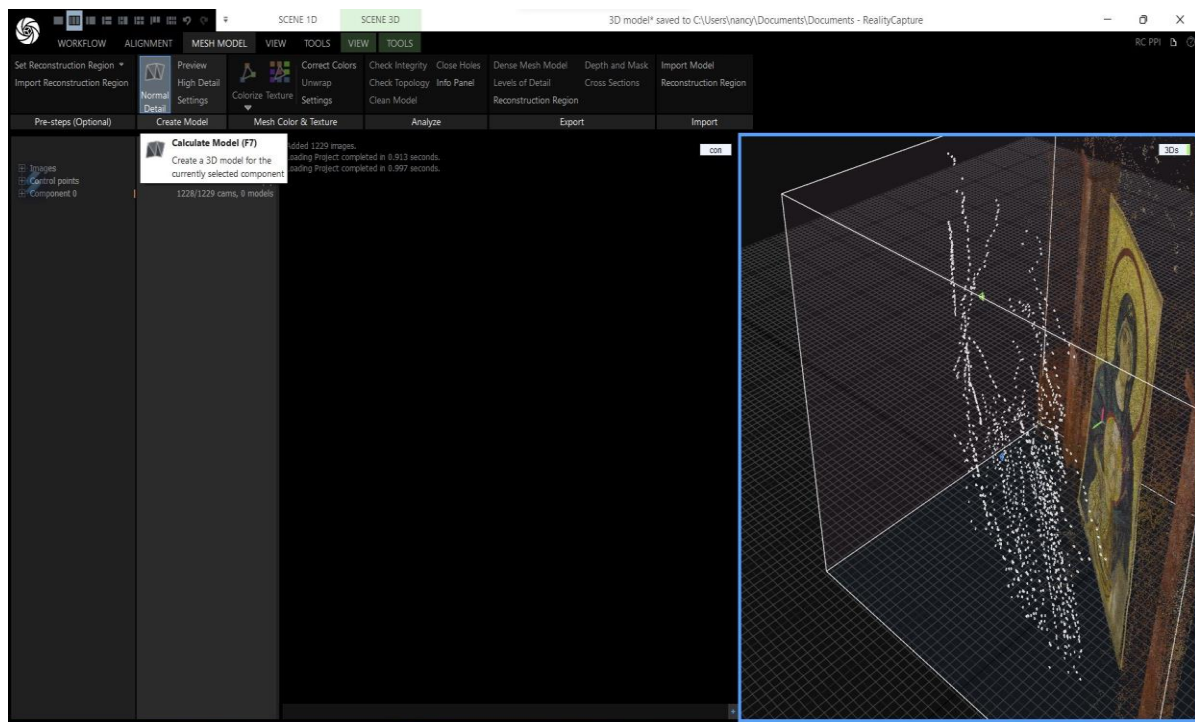 SCENE 1D SCENE 3D 3D model* saved to C:\Users\nancy\Documents\Documents - RealityCapture
WORKFLOW ALIGNMENT MESH MODEL VIEW TOOLS VIEW TOOLS RC PPI
Set Reconstruction Region Preview Correct Colors Check Integrity Close Holes Dense Mesh Model Depth and Mask Import Model
Import Reconstruction Region High Detail Unwrap Check Topology Info Panel Levels of Detail Cross Sections Reconstruction Region
Normal Detail Settings Colorize Texture Settings Clean Model Reconstruction Region
Pre-steps (Optional) Create Model Mesh Color & Texture Analyze Export Import
Calculate Model (F7)
Create a 3D model for the
currently selected component
Added 1229 images.
Loading Project completed in 0.913 seconds.
Loading Project completed in 0.997 seconds.
con
3Ds
Images
Control points
Component 0 1228/1229 cams, 0 models